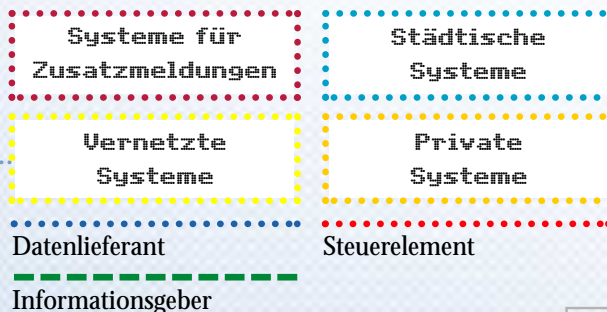 Systeme für
Zusatzmeldungen
Städtische
Systeme
Vernetzte
Systeme
Private
Systeme
Datenlieferant
Steuerelement
Informationsgeber